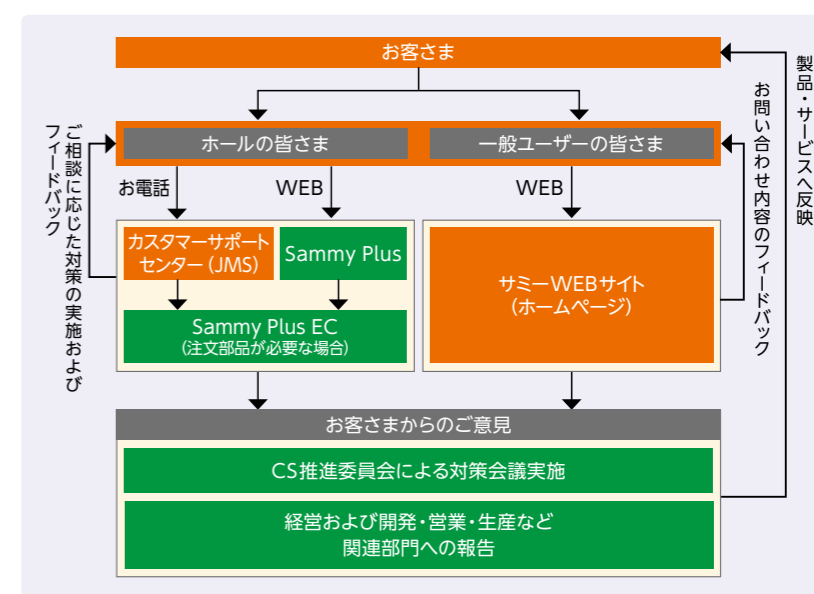 お客さま
ホールの皆さま
一般ユーザーの皆さま
お電話
WEB
WEB
カスタマーサポート
センター(JMS)
Sammy Plus
Sammy Plus EC
(注文部品が必要な場合)
サミーWEBサイト
(ホームページ)
ご相談に応じた対策の実施および
フィードバック
お問い合わせ内容のフィードバック
製品・サービスへ反映
お客さまからのご意見
CS推進委員会による対策会議実施
経営および開発・営業・生産など
関連部門への報告